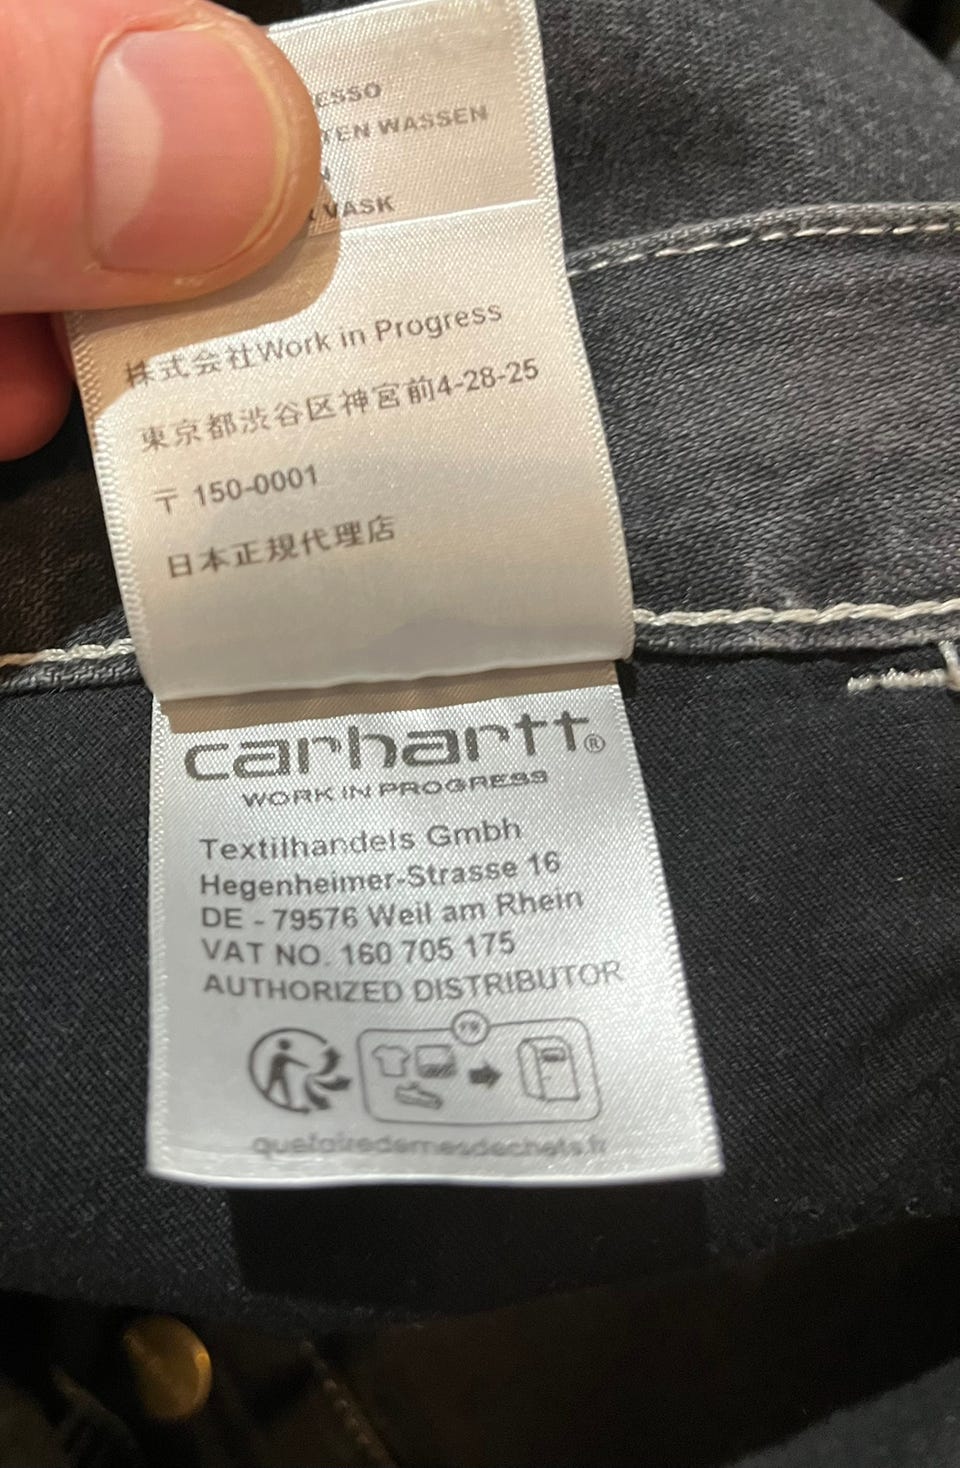 ESSO
TEN WASSEN
VASK
株式会社Work in Progress
東京都渋谷区神宮前4-28-25
〒 150-0001
日本正規代理店
carhartt®
WORK IN PROGRESS
Textilhandels Gmbh
Hegenheimer-Strasse 16
DE - 79576 Weil am Rhein
VAT NO. 160 705 175
AUTHORIZED DISTRIBUTOR
FR
quefairedemesdechets.fr